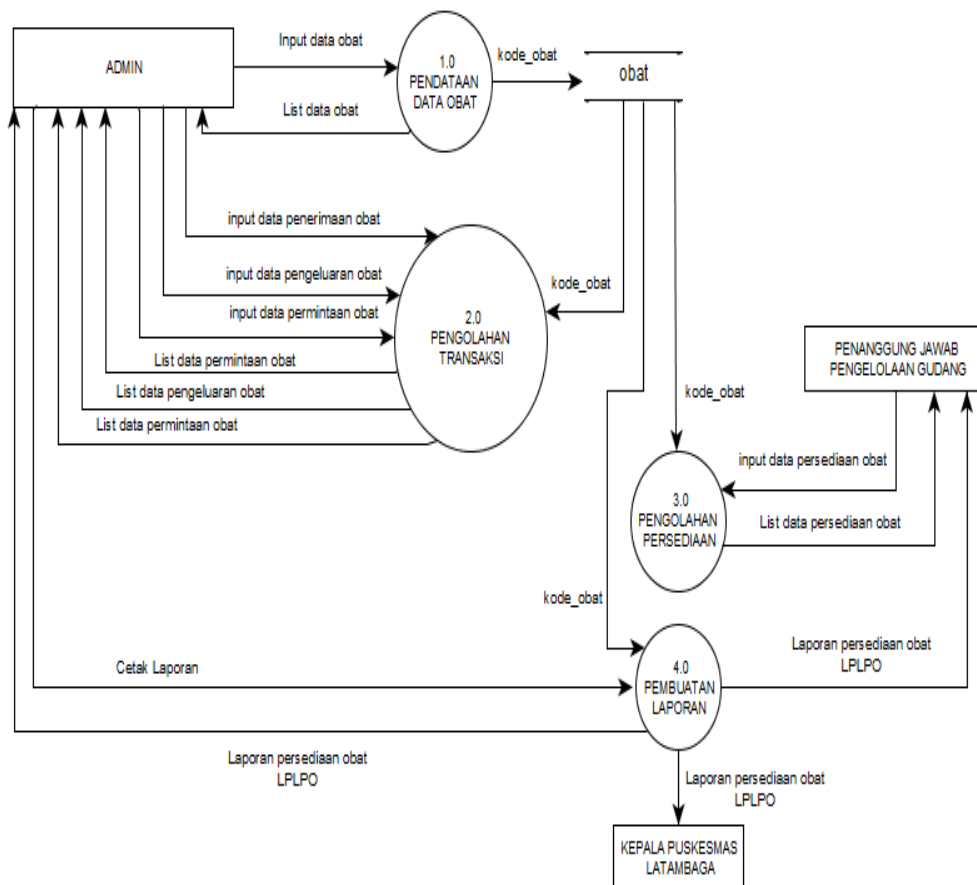 ADMIN
Input data obat
1.0
PENDATAAN
DATA OBAT
kode_obat
obat
List data obat
input data penerimaan obat
input data pengeluaran obat
input data permintaan obat
List data permintaan obat
List data pengeluaran obat
List data permintaan obat
2.0
PENGOLAHAN
TRANSAKSI
kode_obat
kode_obat
PENANGGUNG JAWAB
PENGELOLAAN GUDANG
input data persediaan obat
3.0
PENGOLAHAN
PERSEDIAAN
List data persediaan obat
kode_obat
Cetak Laporan
4.0
PEMBUATAN
LAPORAN
Laporan persediaan obat
LPLPO
Laporan persediaan obat
LPLPO
Laporan persediaan obat
LPLPO
KEPALA PUSKESMAS
LATAMBAGA